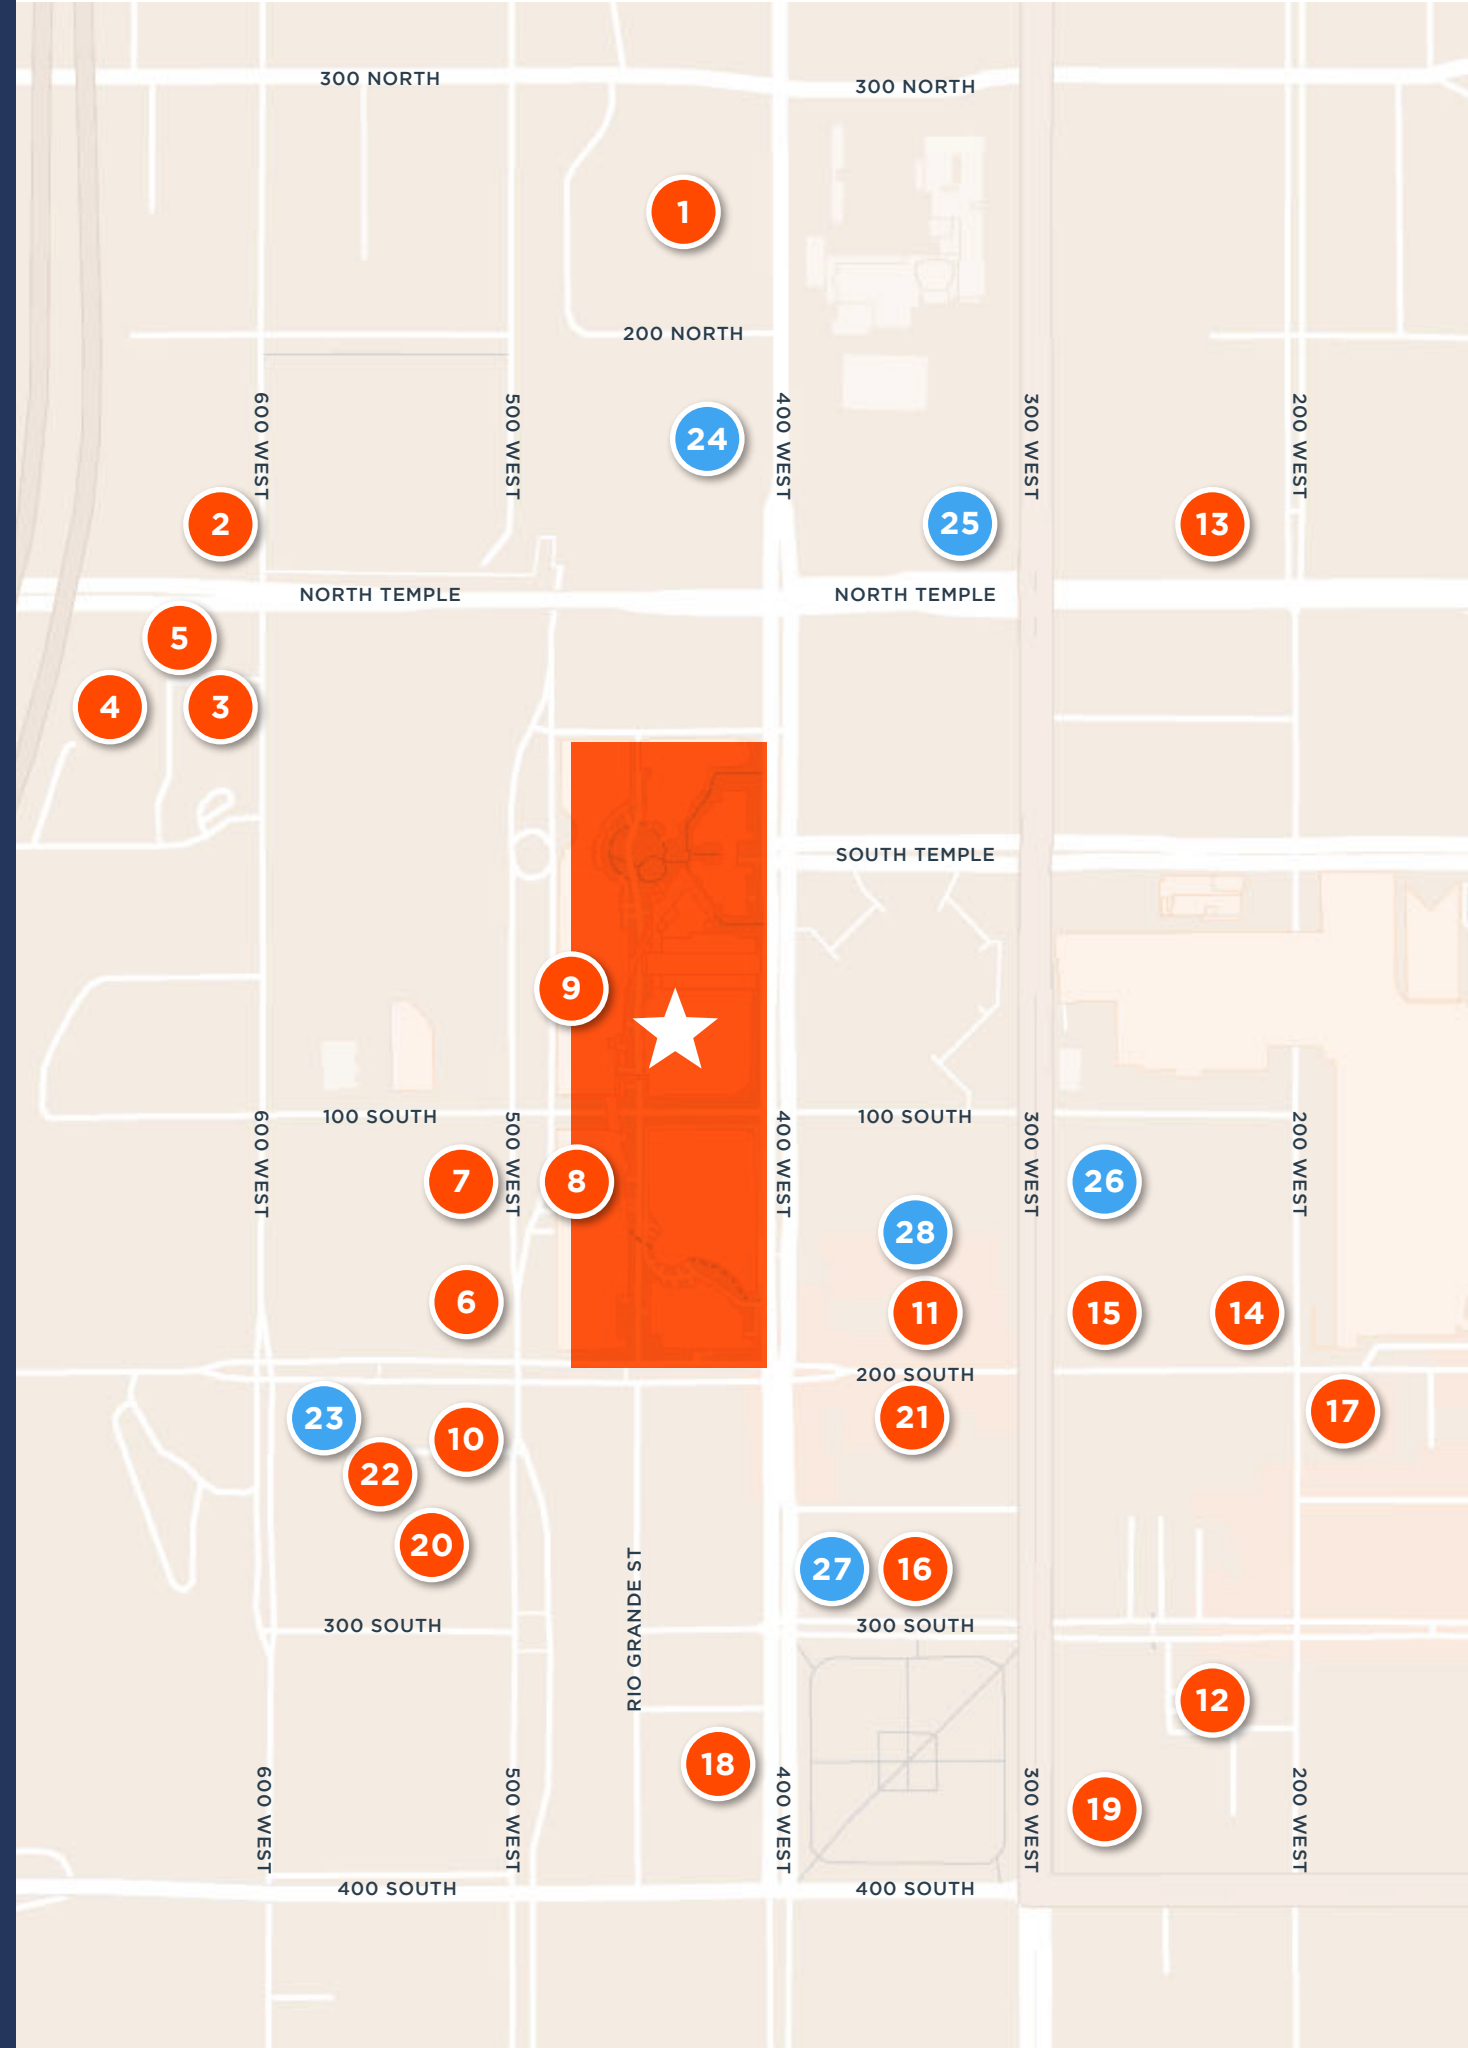 300 NORTH
300 NORTH
1
200 NORTH
600 WEST
500 WEST
400 WEST
300 WEST
200 WEST
24
2
25
13
NORTH TEMPLE
NORTH TEMPLE
5
4
3
SOUTH TEMPLE
9
600 WEST
100 SOUTH
500 WEST
400 WEST
100 SOUTH
300 WEST
200 WEST
7
8
26
28
6
11
15
14
200 SOUTH
23
10
21
17
22
20
27
16
RIO GRANDE ST
300 SOUTH
300 SOUTH
12
18
19
600 WEST
500 WEST
400 WEST
300 WEST
200 WEST
400 SOUTH
400 SOUTH